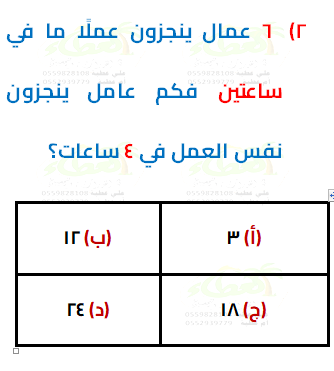 ٢) ٦ عمال ينجزون عملًا ما في
ساعتين فكم عامل ينجزون
نفس العمل في ٤ ساعات؟
(أ) ٣
(ب) ١٢
(ج) ١٨
(د) ٢٤